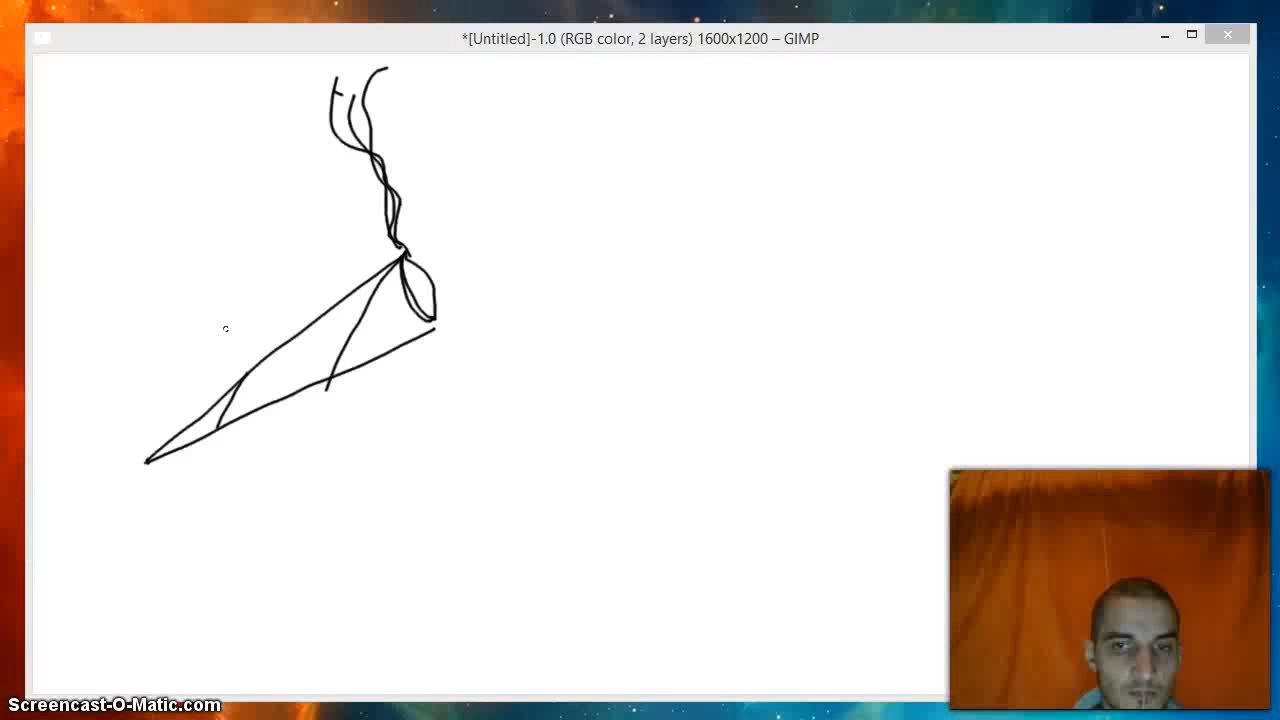 *[Untitled]-1.0 (RGB color, 2 layers) 1600x1200 – GIMP
Screencast-O-Matic.com